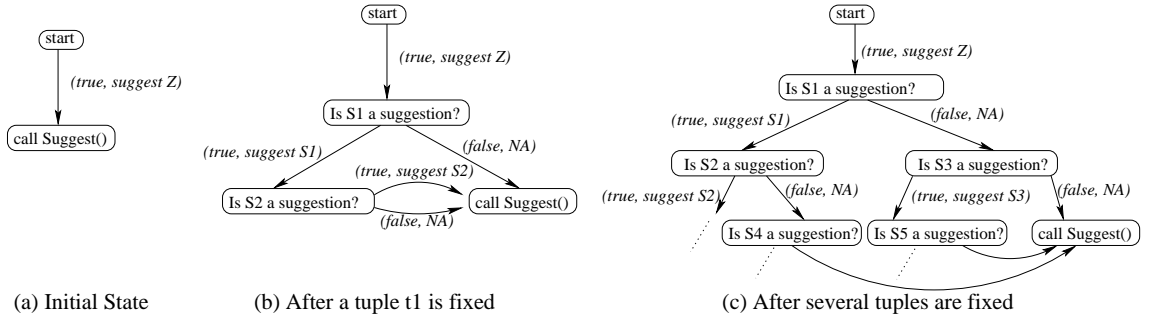 start
(true, suggest Z)
call Suggest()
(a) Initial State
start
(true, suggest Z)
Is S1 a suggestion?
(true, suggest S1)
(false, NA)
(true, suggest S2)
Is S2 a suggestion?
call Suggest()
(false, NA)
(b) After a tuple t1 is fixed
start
(true, suggest Z)
Is S1 a suggestion?
(true, suggest S1)
(false, NA)
Is S2 a suggestion?
Is S3 a suggestion?
(true, suggest S2)
(false, NA)
(true, suggest S3)
(false, NA)
Is S4 a suggestion?
Is S5 a suggestion?
call Suggest()
(c) After several tuples are fixed